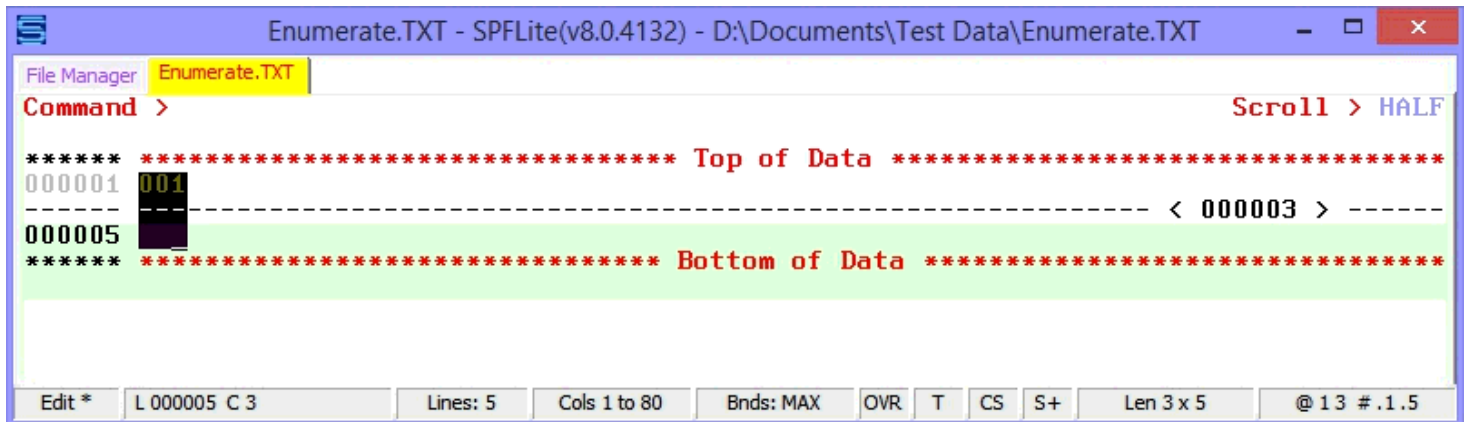 Enumerate.TXT - SPFLite(v8.0.4132) - D:\Documents\Test Data\Enumerate.TXT
File Manager Enumerate.TXT
Command > Scroll > HALF
****** ********************************* Top of Data **********************************
000001 001
------ -------------------------------------------------------------- < 000003 > ------
000005
****** ******************************** Bottom of Data ********************************
Edit * L 000005 C 3 Lines: 5 Cols 1 to 80 Bnds: MAX OVR T CS S+ Len 3 x 5 @ 1 3 # .1 .5